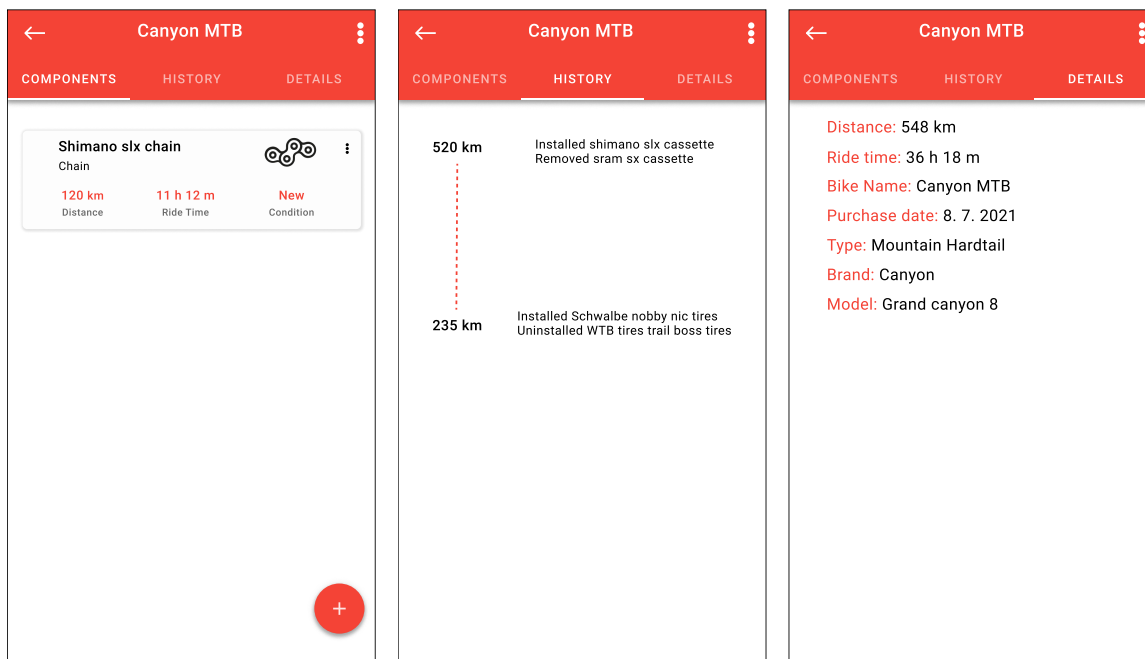 Canyon MTB
COMPONENTS HISTORY DETAILS
Shimano slx chain
Chain
120 km 11 h 12 m New
Distance Ride Time Condition
Canyon MTB
COMPONENTS HISTORY DETAILS
520 km
Installed shimano slx cassette
Removed sram sx cassette
235 km
Installed Schwalbe nobby nic tires
Uninstalled WTB tires trail boss tires
Canyon MTB
COMPONENTS HISTORY DETAILS
Distance: 548 km
Ride time: 36 h 18 m
Bike Name: Canyon MTB
Purchase date: 8. 7. 2021
Type: Mountain Hardtail
Brand: Canyon
Model: Grand canyon 8